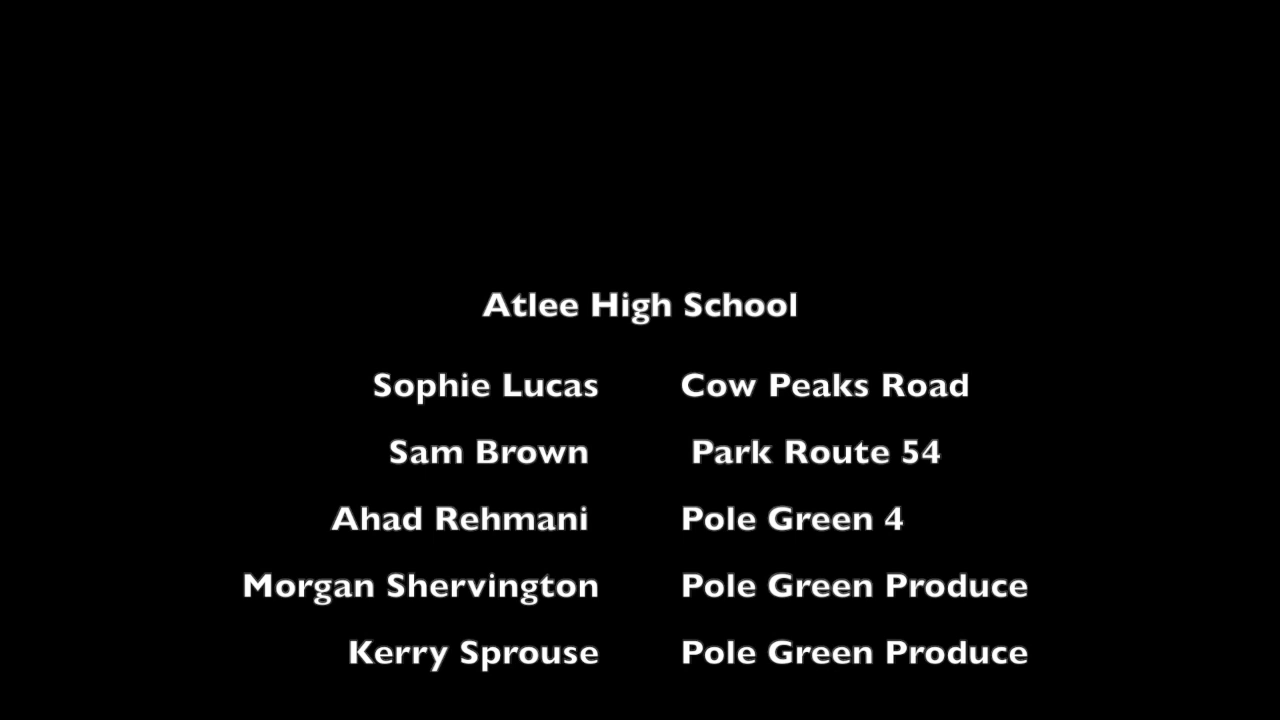 Atlee High School
Sophie Lucas Cow Peaks Road
Sam Brown Park Route 54
Ahad Rehmani Pole Green 4
Morgan Shervington Pole Green Produce
Kerry Sprouse Pole Green Produce